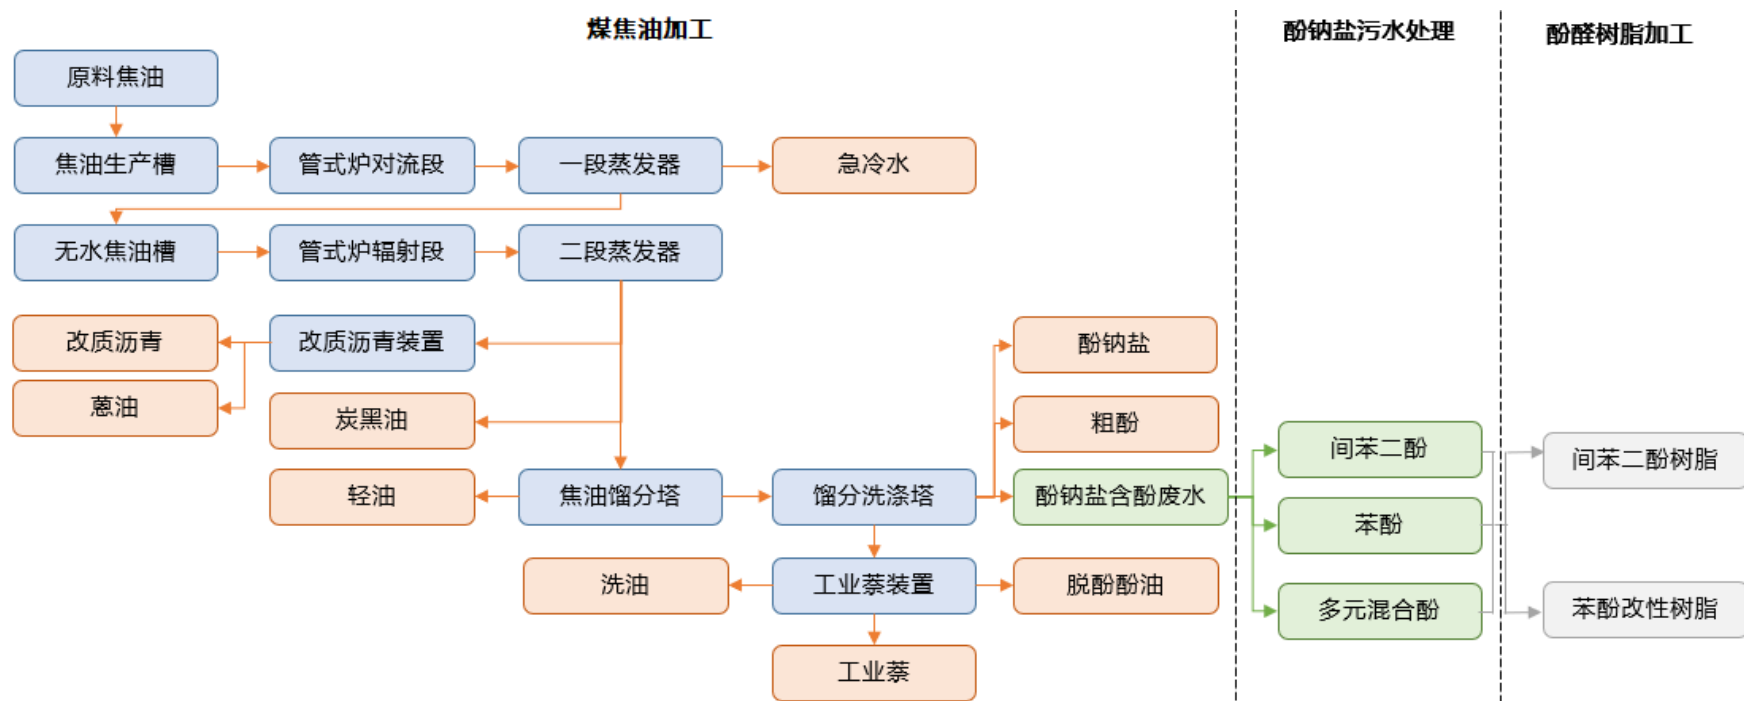 煤焦油加工
酚钠盐污水处理
酚醛树脂加工
原料焦油
焦油生产槽
管式炉对流段
一段蒸发器
急冷水
无水焦油槽
管式炉辐射段
二段蒸发器
改质沥青
改质沥青装置
酚钠盐
蒽油
炭黑油
粗酚
间苯二酚
间苯二酚树脂
轻油
焦油馏分塔
馏分洗涤塔
酚钠盐含酚废水
苯酚
洗油
工业萘装置
脱酚酚油
多元混合酚
苯酚改性树脂
工业萘